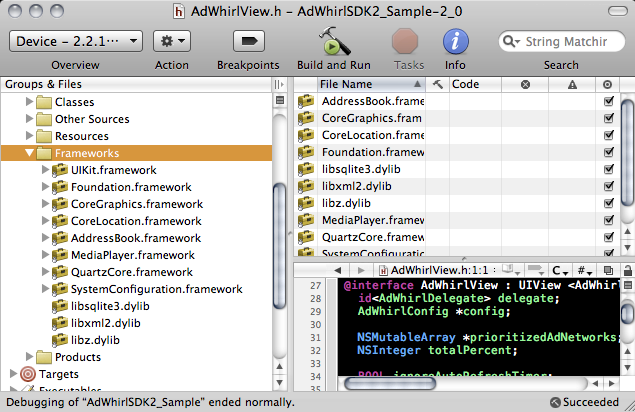 AdWhirlView.h – AdWhirlSDK2_Sample-2_0
Device – 2.2.1...
String Matchir
Overview
Action
Breakpoints
Build and Run
Tasks
Info
Search
Groups & Files
Classes
Other Sources
Resources
Frameworks
UIKit.framework
Foundation.framework
CoreGraphics.framework
CoreLocation.framework
AddressBook.framework
MediaPlayer.framework
QuartzCore.framework
SystemConfiguration.framework
libsqlite3.dylib
libxml2.dylib
libz.dylib
Products
Targets
Executables
File Name
Code
AddressBook.frame
CoreGraphics.fram
CoreLocation.frame
Foundation.framew
libsqlite3.dylib
libxml2.dylib
libz.dylib
MediaPlayer.framew
QuartzCore.framew
SystemConfiguration
AdWhirlView.h:1:1
C
#
27 @interface AdWhirlView : UIView <AdWhirl
28 id<AdWhirlDelegate> delegate;
29 AdWhirlConfig *config;
30
31 NSMutableArray *prioritizedAdNetworks;
32 NSInteger totalPercent;
33
34 BOOL ignoreAutoRefreshTimer;
Debugging of “AdWhirlSDK2_Sample” ended normally.
Succeeded